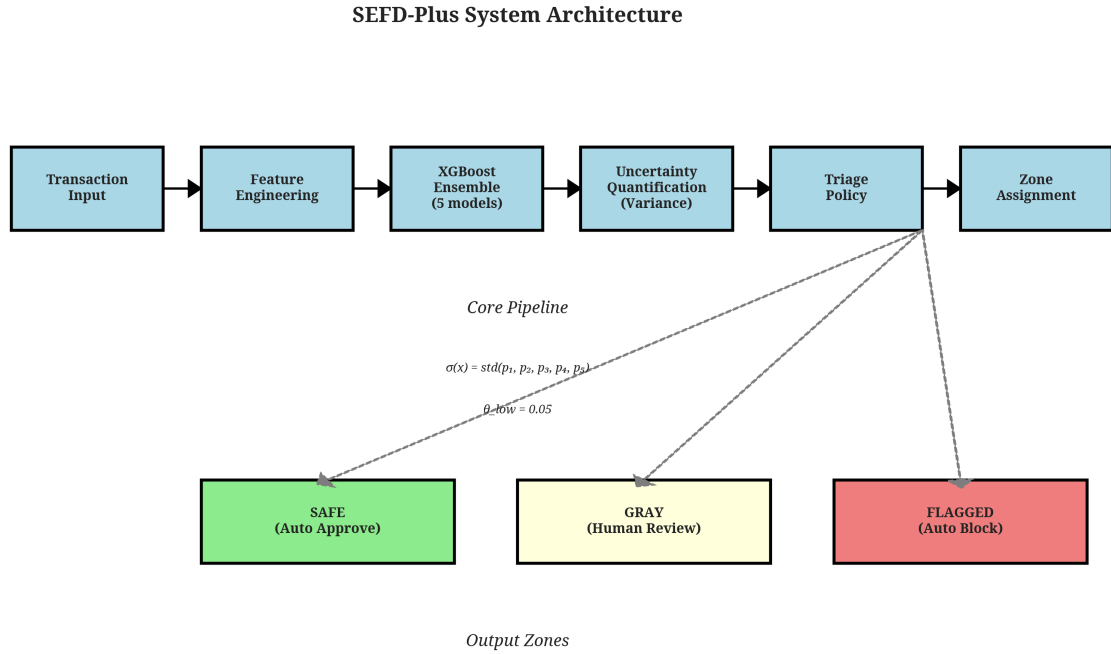 SEFD-Plus System Architecture
Transaction
Input
Feature
Engineering
XGBoost
Ensemble
(5 models)
Uncertainty
Quantification
(Variance)
Triage
Policy
Zone
Assignment
Core Pipeline
σ(x) = std(p₁, p₂, p₃, p₄, p₅)
θ_low = 0.05
SAFE
(Auto Approve)
GRAY
(Human Review)
FLAGGED
(Auto Block)
Output Zones